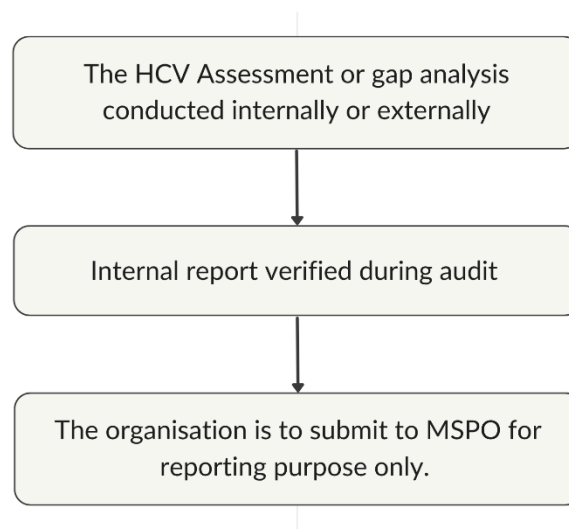 The HCV Assessment or gap analysis
conducted internally or externally
Internal report verified during audit
The organisation is to submit to MSPO for
reporting purpose only.